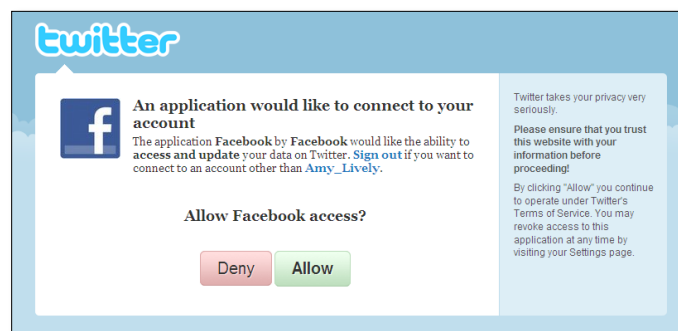 twitter
An application would like to connect to your
account
The application Facebook by Facebook would like the ability to
access and update your data on Twitter. Sign out if you want to
connect to an account other than Amy_Lively.
Allow Facebook access?
Deny
Allow
Twitter takes your privacy very
seriously.
Please ensure that you trust
this website with your
information before
proceeding!
By clicking "Allow" you continue
to operate under Twitter's
Terms of Service. You may
revoke access to this
application at any time by
visiting your Settings page.